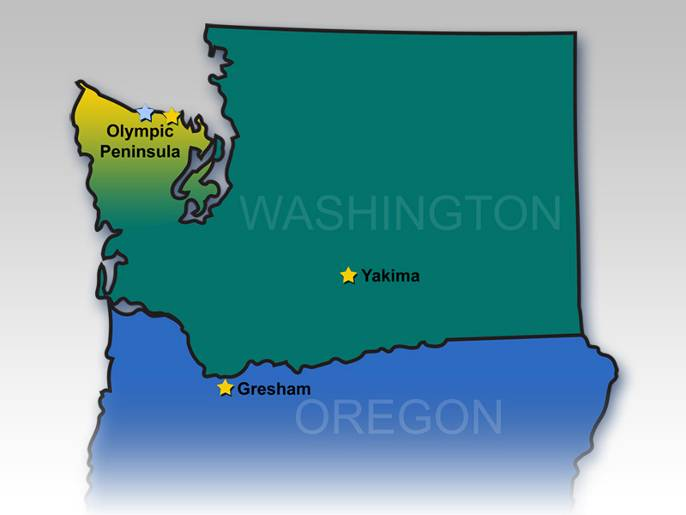 Olympic
Peninsula
WASHINGTON
Yakima
Gresham
OREGON